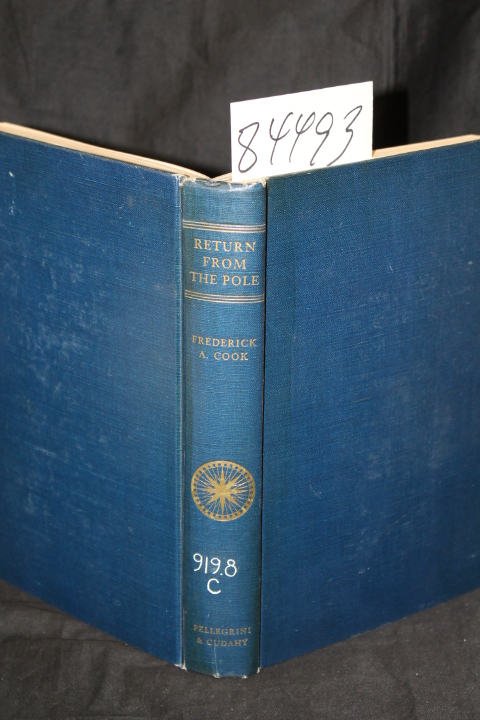 84493
RETURN
FROM
THE POLE
FREDERICK
A. COOK
919.8
C
PELLEGRINI
& CUDAHY